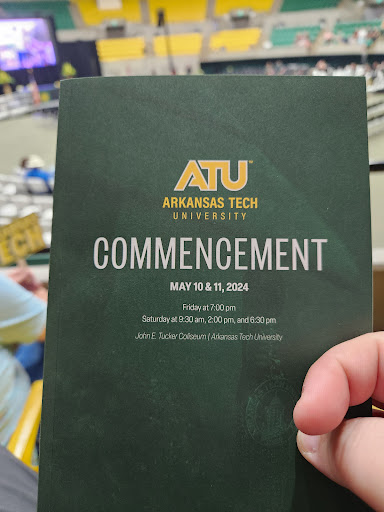 ATU
ARKANSAS TECH
UNIVERSITY
COMMENCEMENT
MAY 10 & 11, 2024
Friday at 7:00 pm
Saturday at 9:30 am, 2:00 pm, and 6:30 pm
John E. Tucker Coliseum | Arkansas Tech University